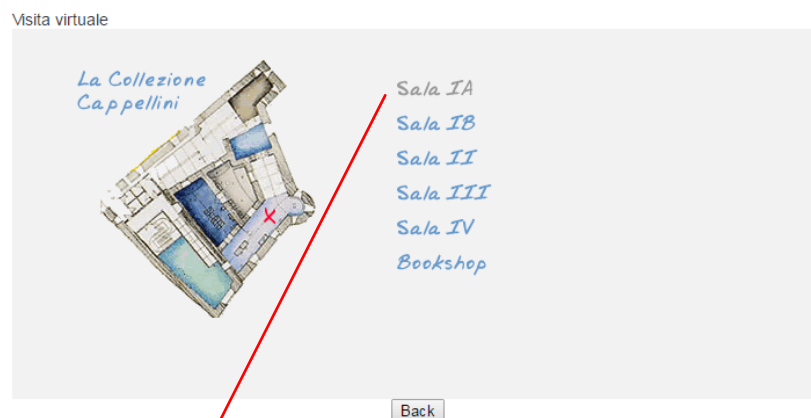 Visita virtuale
La Collezione
Cappellini
Sala IA
Sala IB
Sala II
Sala III
Sala IV
Bookshop
Back